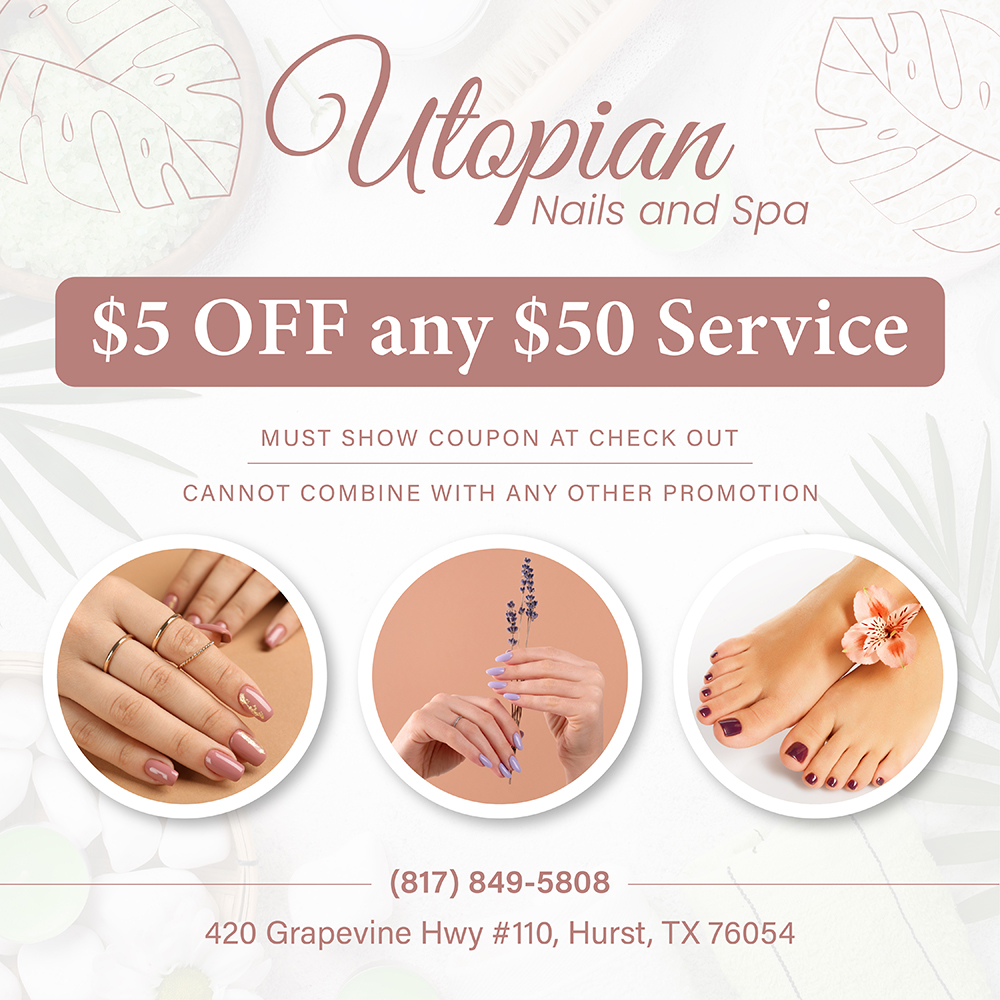 Utopian
Nails and Spa
$5 OFF any $50 Service
MUST SHOW COUPON AT CHECK OUT
CANNOT COMBINE WITH ANY OTHER PROMOTION
(817) 849-5808
420 Grapevine Hwy #110, Hurst, TX 76054